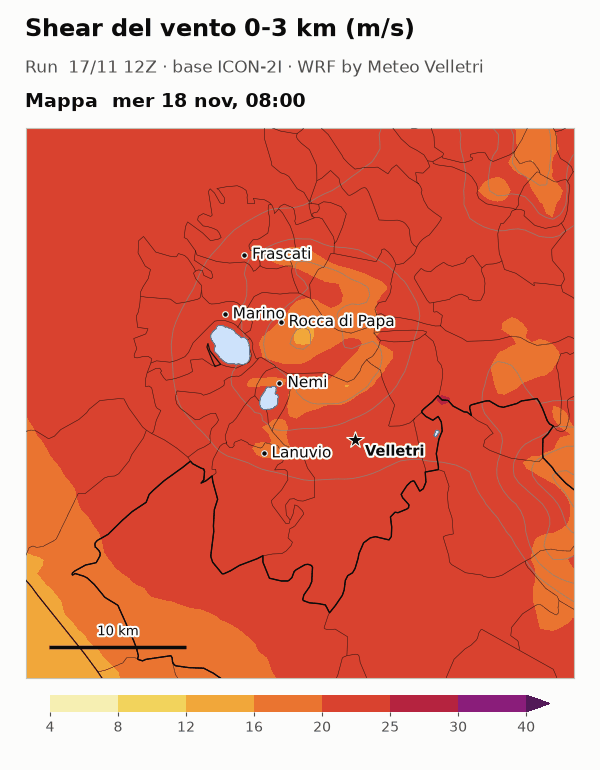 Shear del vento 0-3 km (m/s)
Run  17/11 12Z · base ICON-2I · WRF by Meteo Velletri
Mappa  mer 18 nov, 08:00
Frascati
Marino
Rocca di Papa
Nemi
Velletri
Lanuvio
10 km
4 8 12 16 20 25 30 40